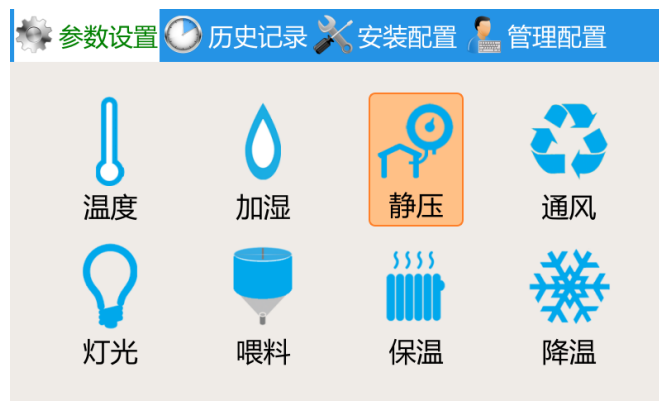 参数设置 历史记录 安装配置 管理配置
温度 加湿 静压 通风
灯光 喂料 保温 降温